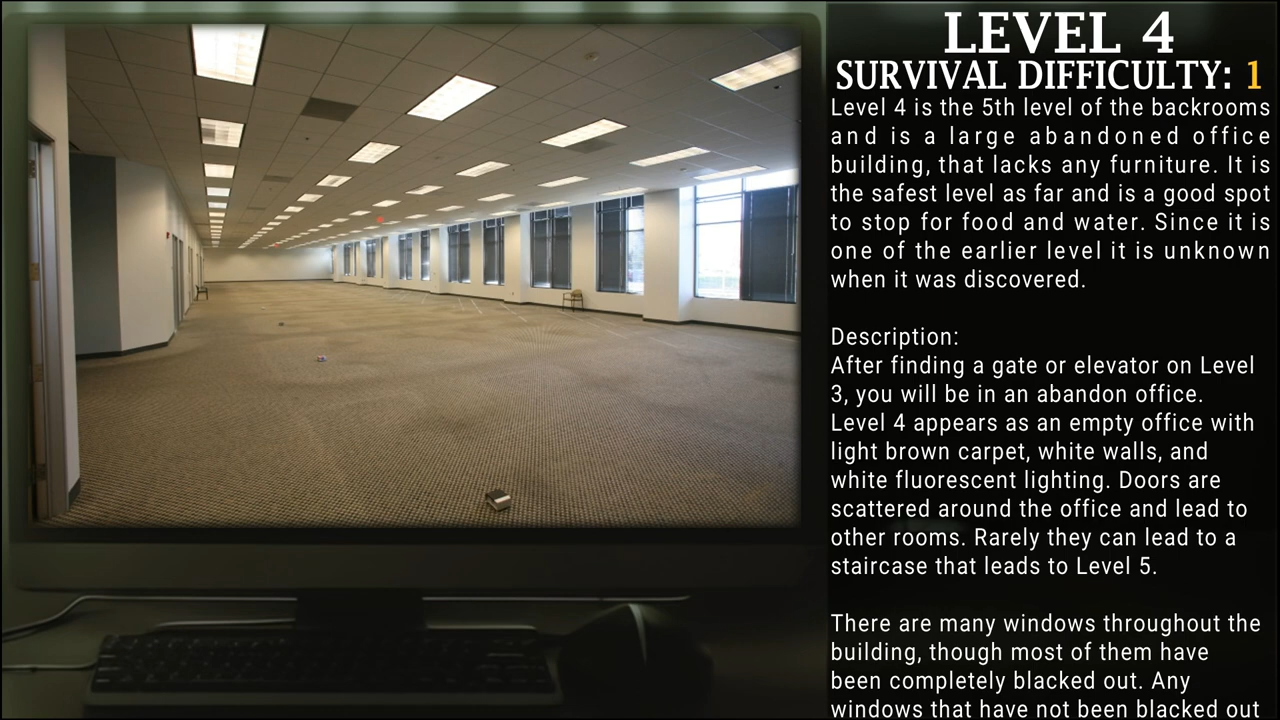 LEVEL 4
SURVIVAL DIFFICULTY: 1
Level 4 is the 5th level of the backrooms
and is a large abandoned office
building, that lacks any furniture. It is
the safest level as far and is a good spot
to stop for food and water. Since it is
one of the earlier level it is unknown
when it was discovered.
Description:
After finding a gate or elevator on Level
3, you will be in an abandon office.
Level 4 appears as an empty office with
light brown carpet, white walls, and
white fluorescent lighting. Doors are
scattered around the office and lead to
other rooms. Rarely they can lead to a
staircase that leads to Level 5.
There are many windows throughout the
building, though most of them have
been completely blacked out. Any
windows that have not been blacked out